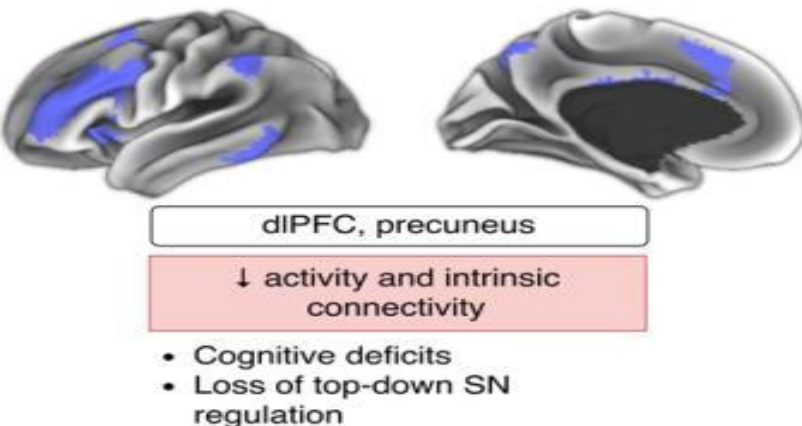 dlPFC, precuneus
↓ activity and intrinsic
connectivity
• Cognitive deficits
• Loss of top-down SN
regulation